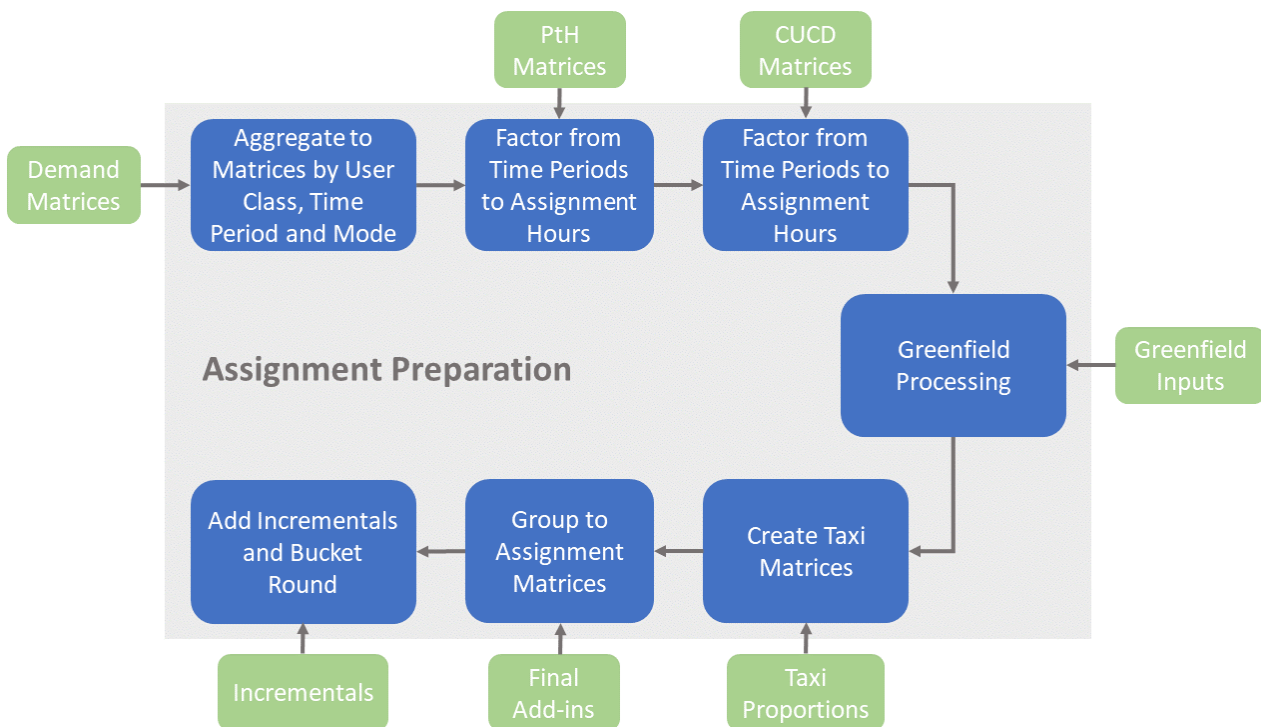 PtH
Matrices
CUCD
Matrices
Demand
Matrices
Aggregate to
Matrices by User
Class, Time
Period and Mode
Factor from
Time Periods
to Assignment
Hours
Factor from
Time Periods to
Assignment
Hours
Assignment Preparation
Greenfield
Processing
Greenfield
Inputs
Add Incrementals
and Bucket
Round
Group to
Assignment
Matrices
Create Taxi
Matrices
Incrementals
Final
Add-ins
Taxi
Proportions